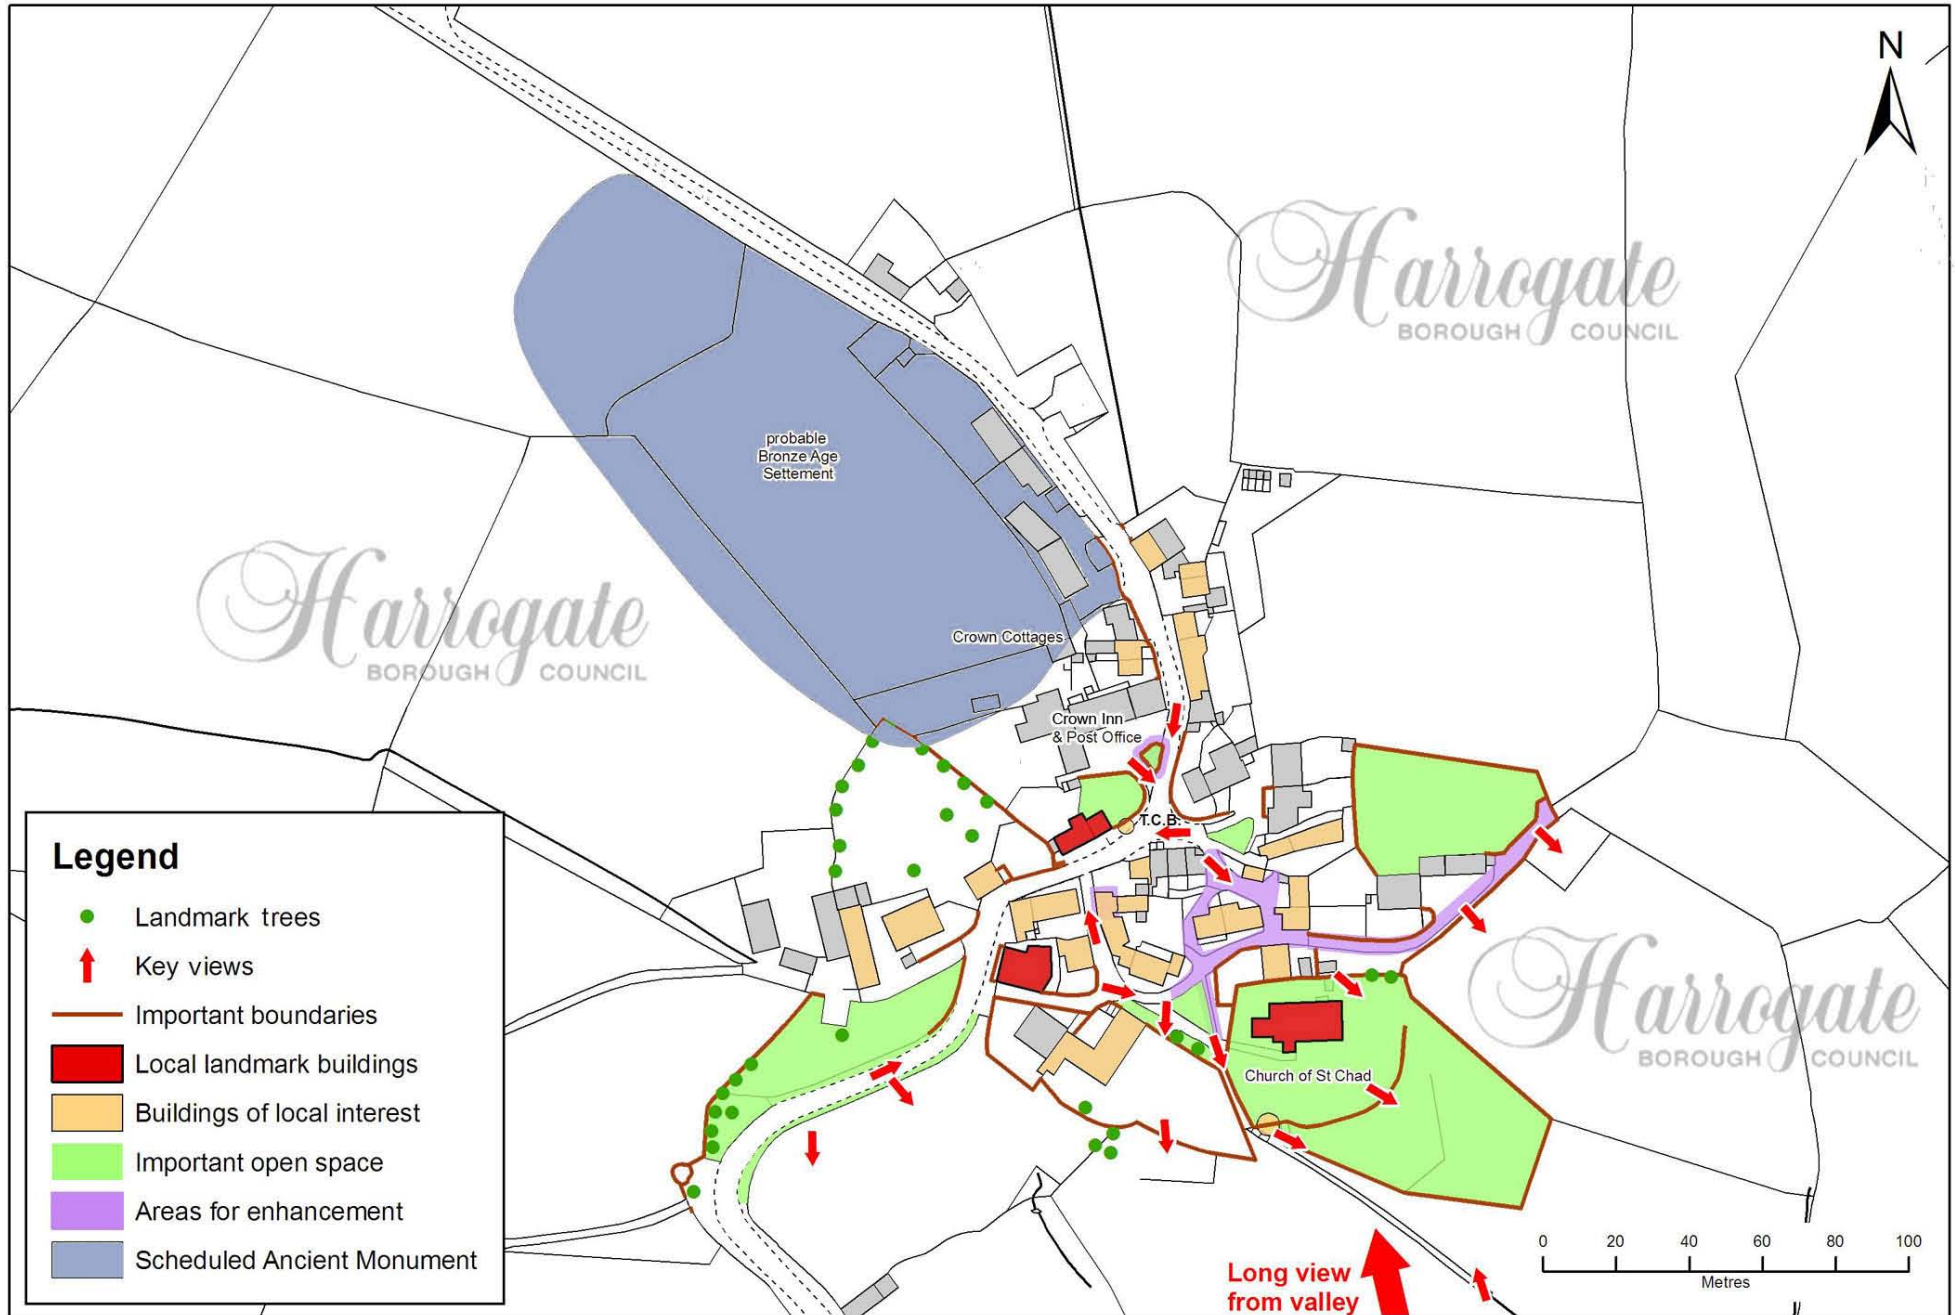 N
Harrogate
BOROUGH COUNCIL
probable
Bronze Age
Settement
Harrogate
BOROUGH COUNCIL
Crown Cottages
Crown Inn
& Post Office
T.C.B.
Legend
Landmark trees
Key views
Important boundaries
Local landmark buildings
Buildings of local interest
Important open space
Areas for enhancement
Scheduled Ancient Monument
Harrogate
BOROUGH COUNCIL
Church of St Chad
Long view
from valley
0 20 40 60 80 100
Metres